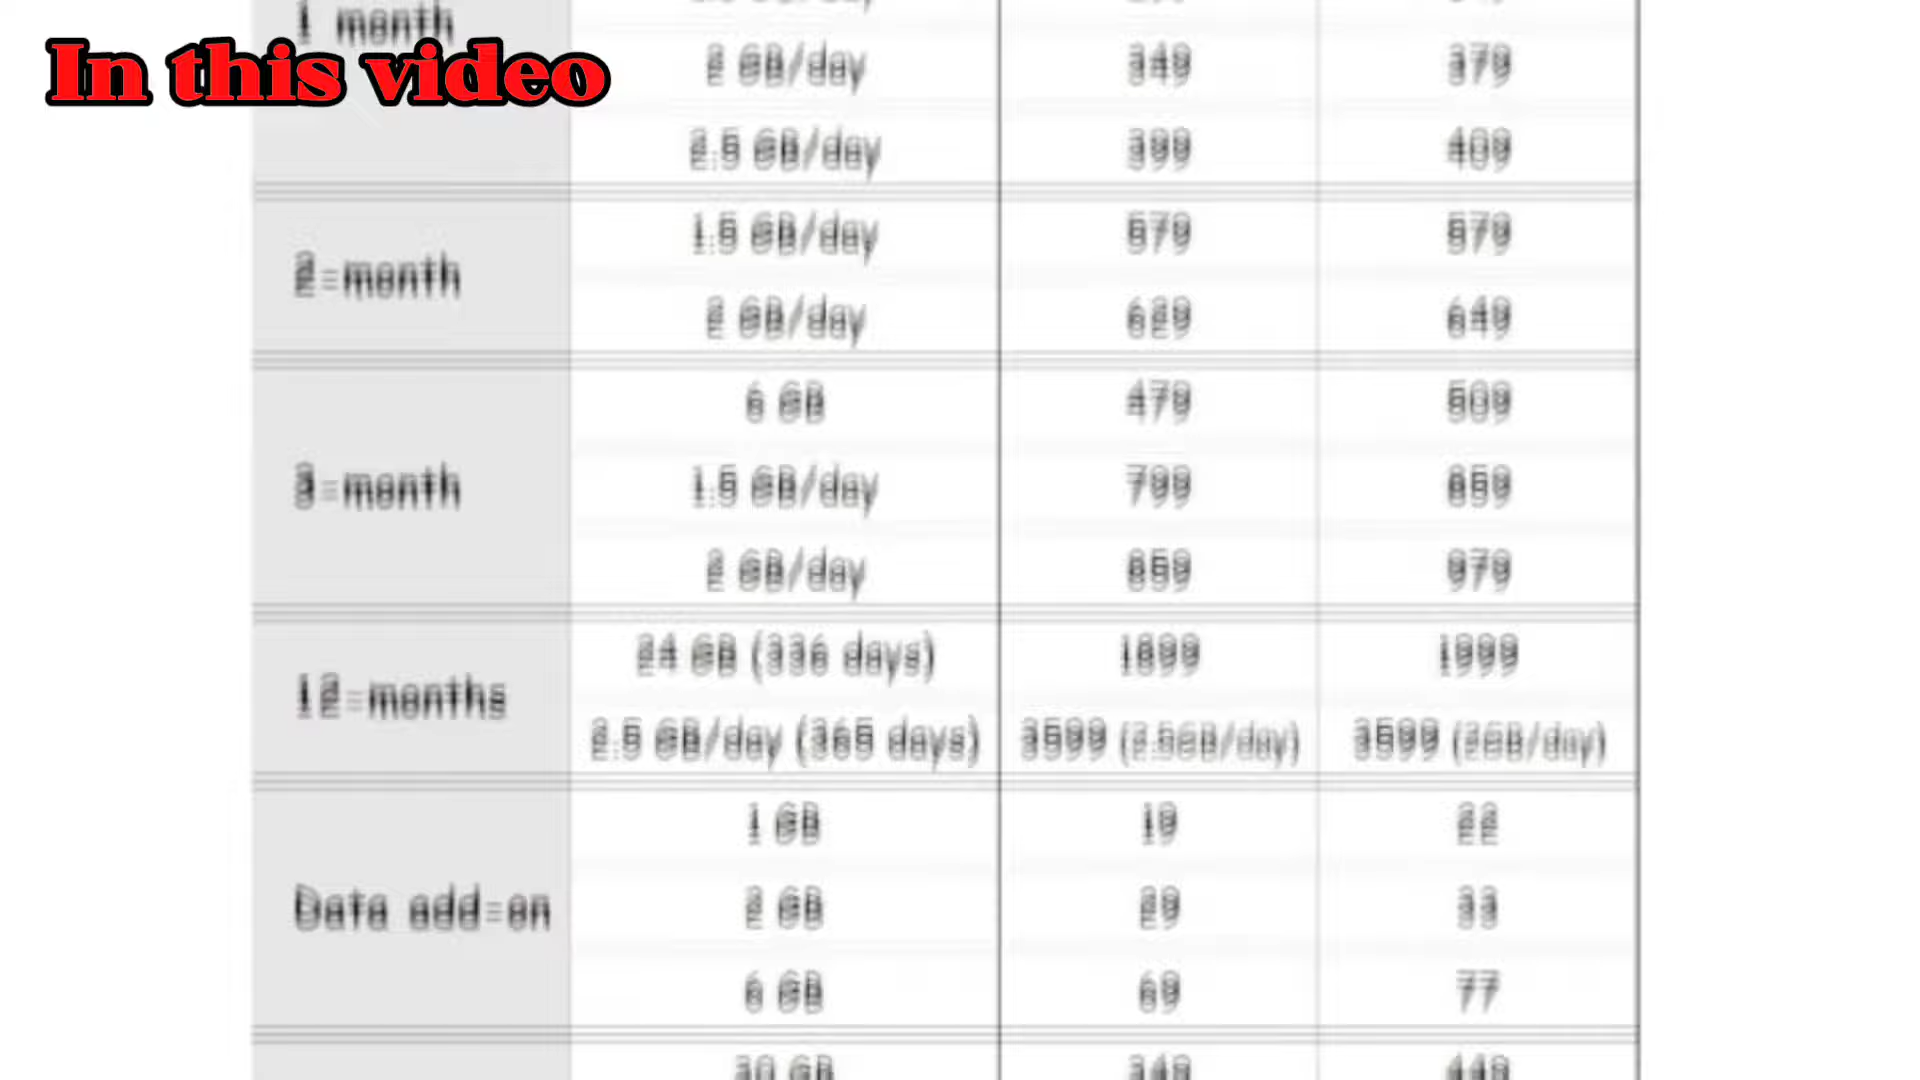 1 month
In this video
2 GB/day 349 379
2.5 GB/day 399 409
2-month
1.5 GB/day 579 579
2 GB/day 629 649
3-month
6 GB 479 509
1.5 GB/day 799 859
2 GB/day 859 979
12-months
24 GB (336 days) 1899 1999
2.5 GB/day (365 days) 3599 (2.5GB/day) 3599 (2GB/day)
Data add-on
1 GB 19 22
2 GB 29 33
6 GB 69 77
30 GB 349 449